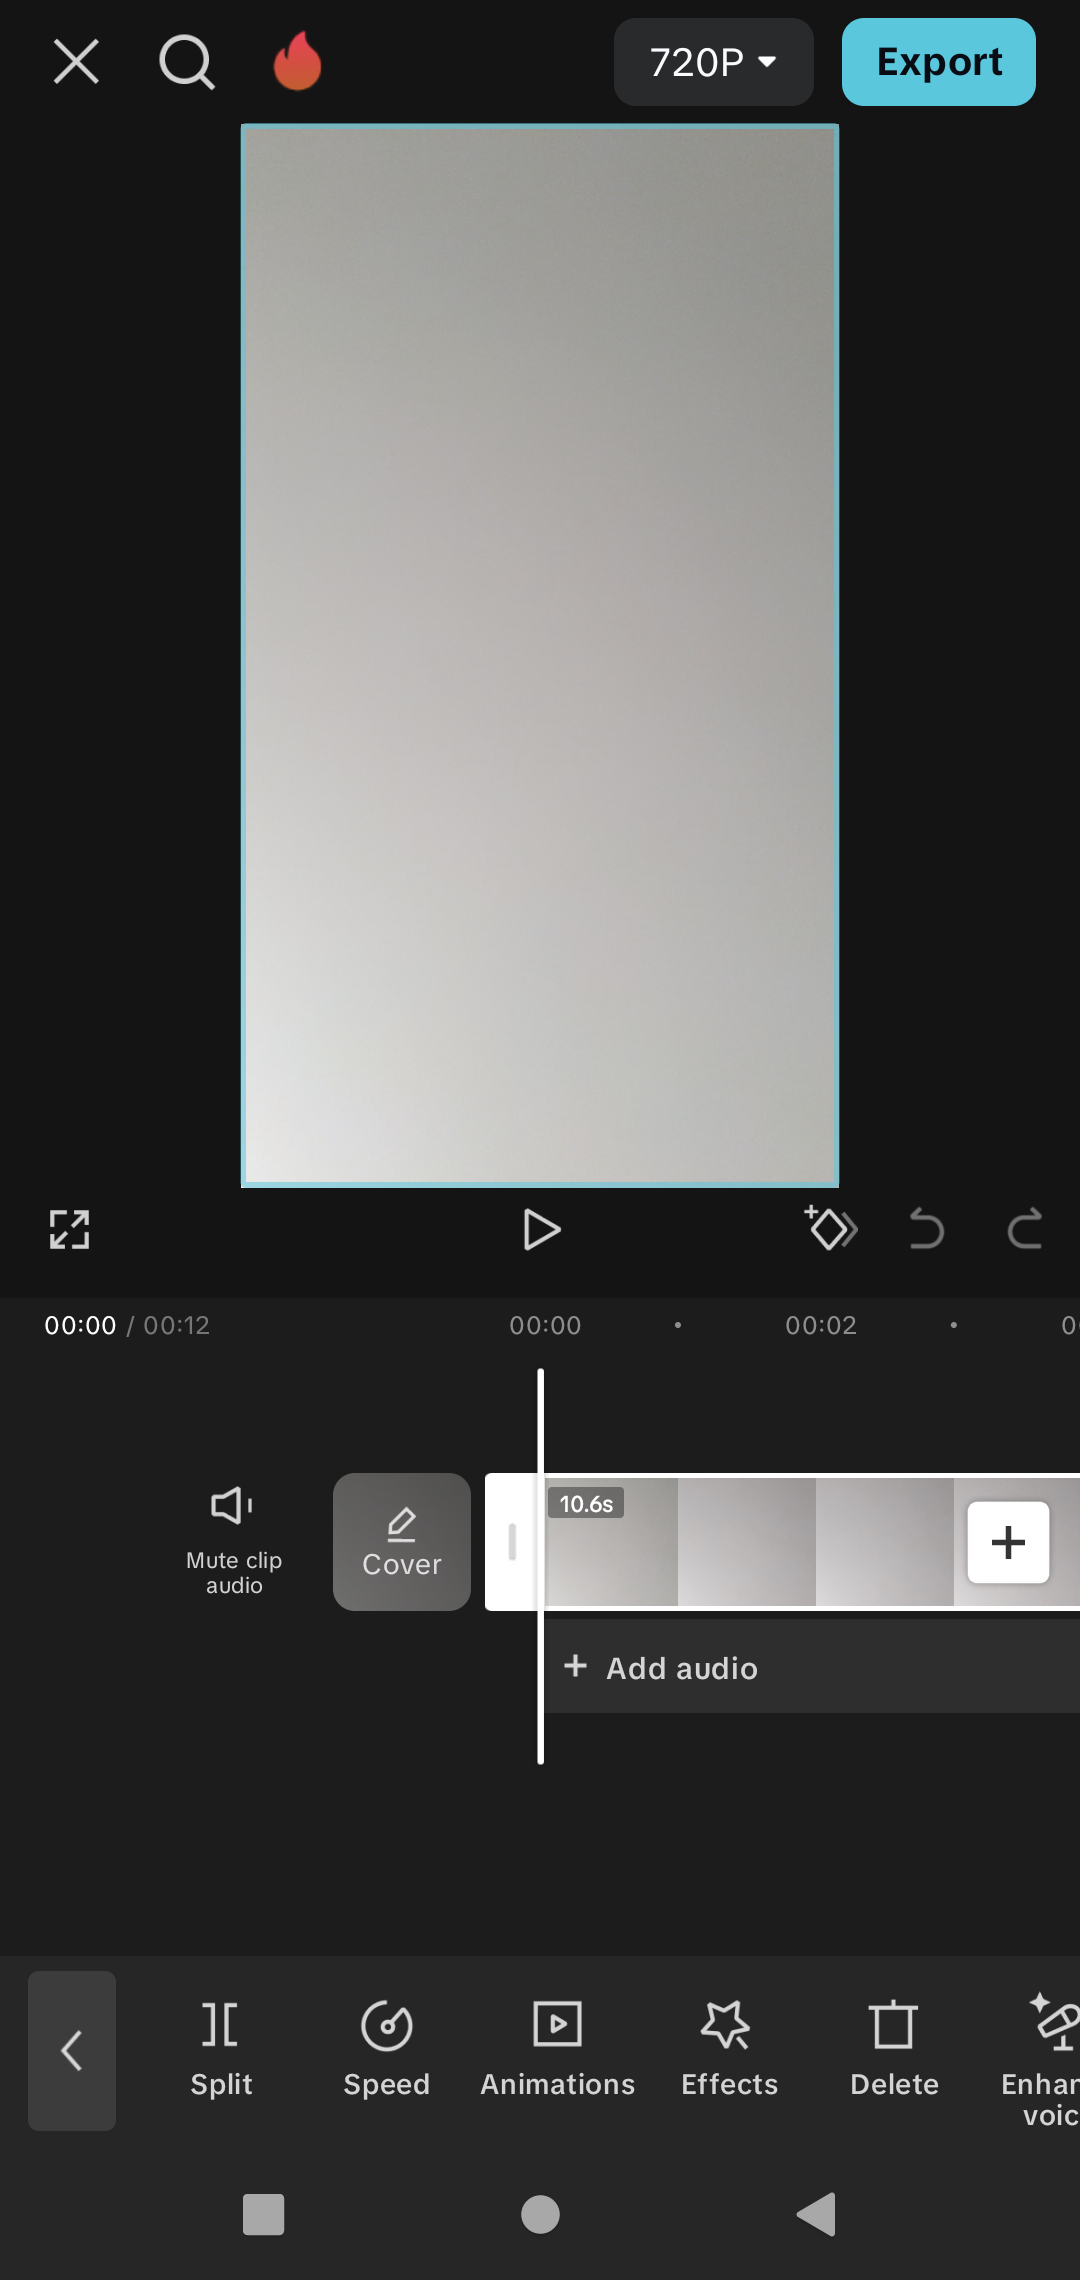 720P
Export
00:00 / 00:12
00:00
00:02
Mute clip
audio
Cover
10.6s
Add audio
Split
Speed
Animations
Effects
Delete
Enhan
voic